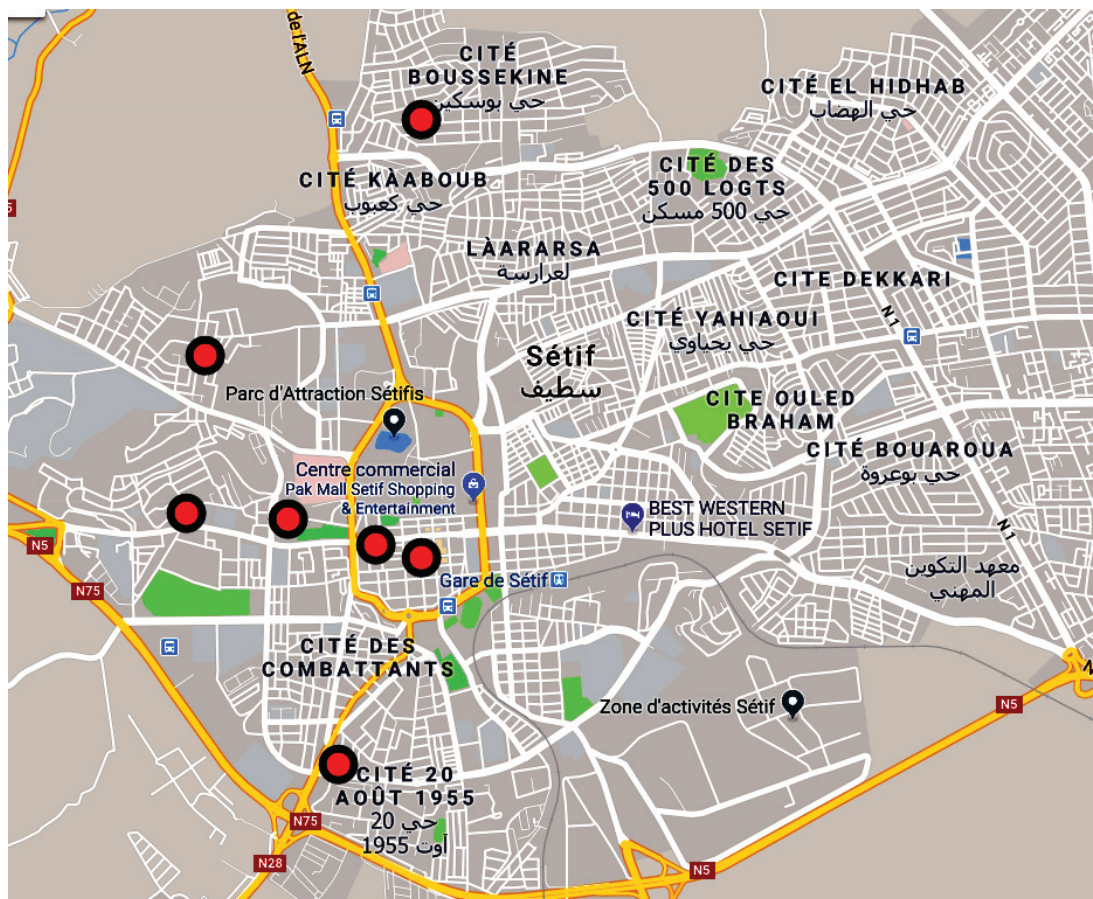 de l'ALN
CITÉ
BOUSSEKINE
حي بوسكين
CITÉ EL HIDHAB
حي الهضاب
CITÉ KÀABOUB
حي كعبوب
CITÉ DES
500 LOGTS
حي 500 مسكن
5
LÀARARSA
لعرارسة
CITE DEKKARI
N1
CITÉ YAHIAOUI
حي يحياوي
Sétif
سطيف
Parc d'Attraction Sétifis
CITE OULED
BRAHAM
CITÉ BOUAROUA
حي بوعروة
Centre commercial
Pak Mall Setif Shopping
& Entertainment
BEST WESTERN
PLUS HOTEL SETIF
N1
N5
معهد التكوين
المهني
Gare de Sétif
N75
CITÉ DES
COMBATTANTS
N
Zone d'activités Sétif
N5
CITÉ 20
AOÛT 1955
حي 20
أوت 1955
N75
N28
N5